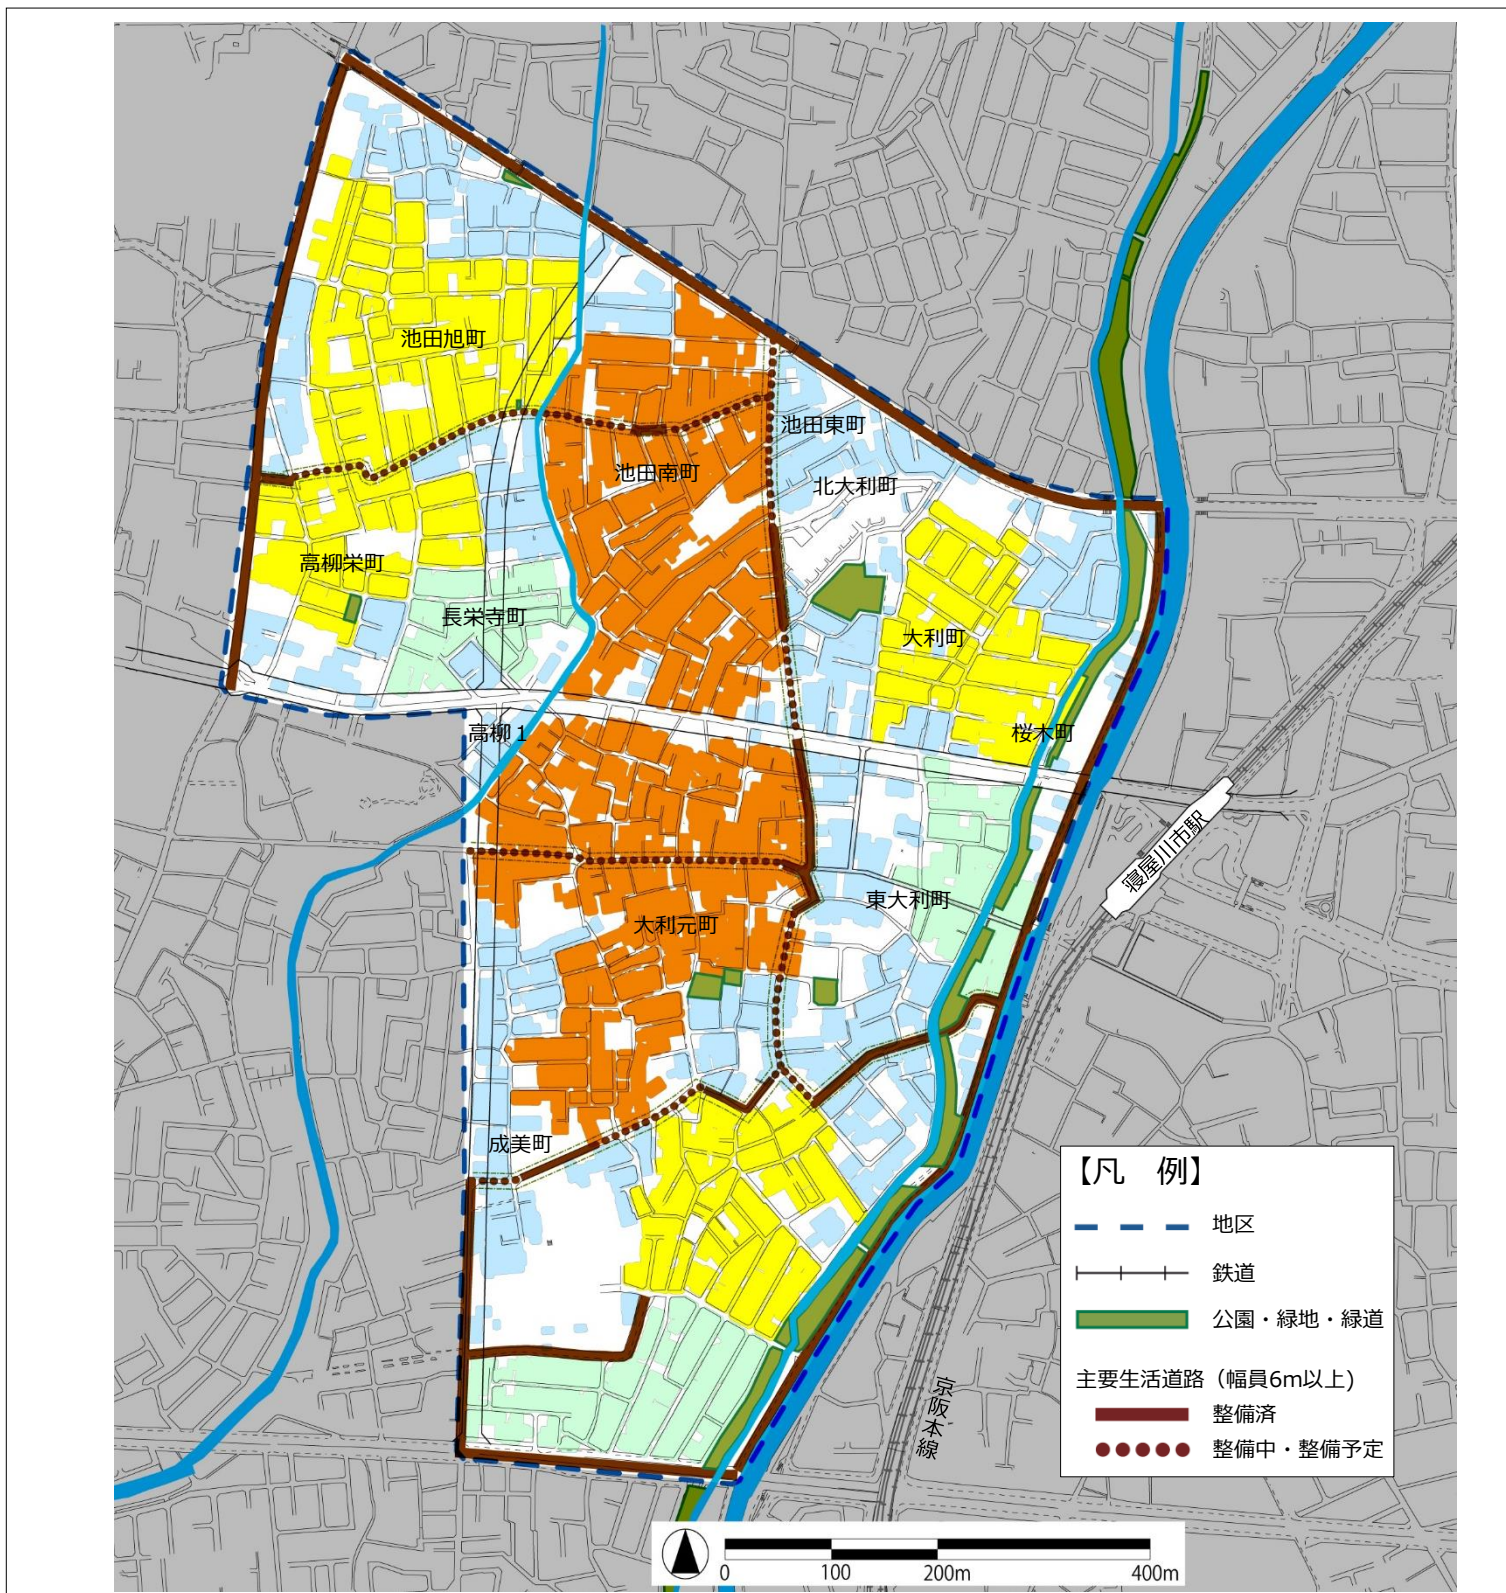 池田旭町
池田東町
池田南町
北大利町
高柳栄町
長栄寺町
大利町
高柳1
桜木町
寝屋川市駅
東大利町
大利元町
成美町
京阪本線
【凡 例】
地区
鉄道
公園・緑地・緑道
主要生活道路(幅員6m以上)
整備済
整備中・整備予定
0 100 200m 400m